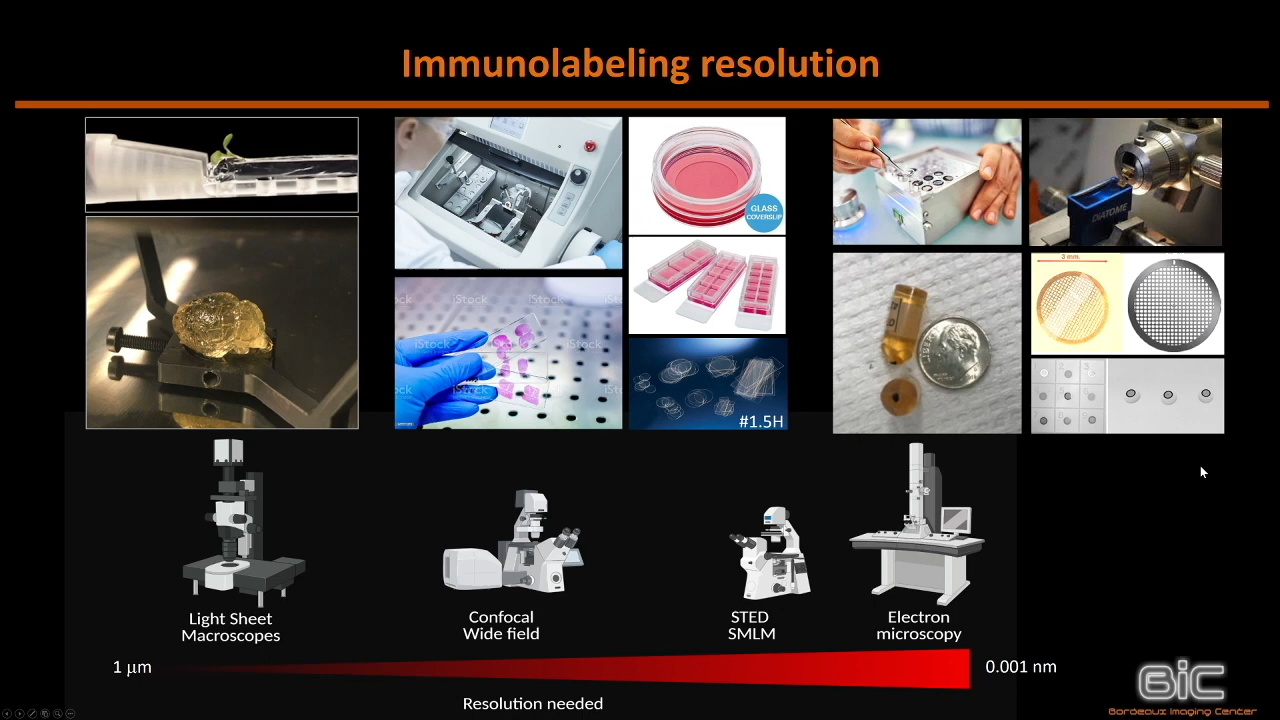 Immunolabeling resolution
GLASS
COVERSLIP
DIATOME
3 mm.
iStock
iStock
iStock
iStock
iStock
#1.5H
Light Sheet
Macroscopes
Confocal
Wide field
STED
SMLM
Electron
microscopy
1 μm
0.001 nm
Resolution needed
BiC
Bordeaux Imaging Center